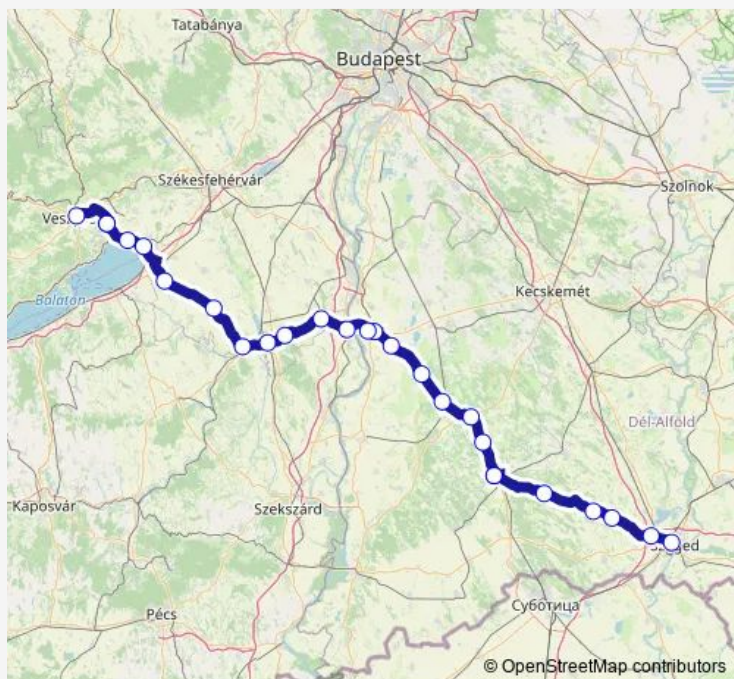 Tatabánya
Budapest
Székesfehérvár
Szolnok
Balaton
Kecskemét
Dél-Alföld
Kaposvár
Szekszárd
Суботица
Pécs
© OpenStreetMap contributors